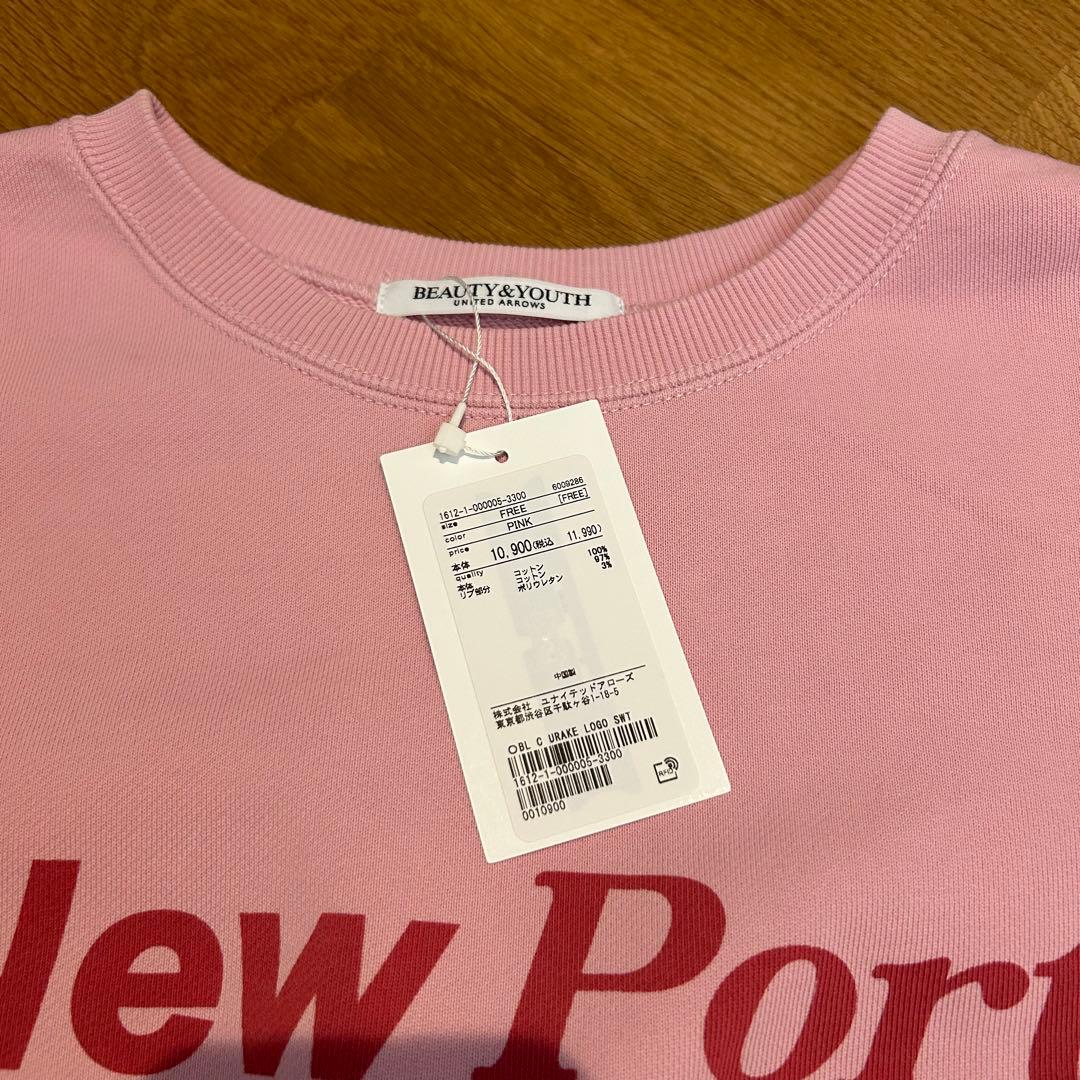 BEAUTY&YOUTH
UNITED ARROWS
1612-1-000005-3300 6009286
size FREE [FREE]
color PINK
price
本体 10,900(税込 11,990)
quality
本体 コットン 100%
リブ部分 コットン 97%
ポリウレタン 3%
中国製
株式会社 ユナイテッドアローズ
東京都渋谷区千駄ヶ谷1-18-5
○BL C URAKE LOGO SWT
1612-1-000005-3300
RFID
0010900
New Port